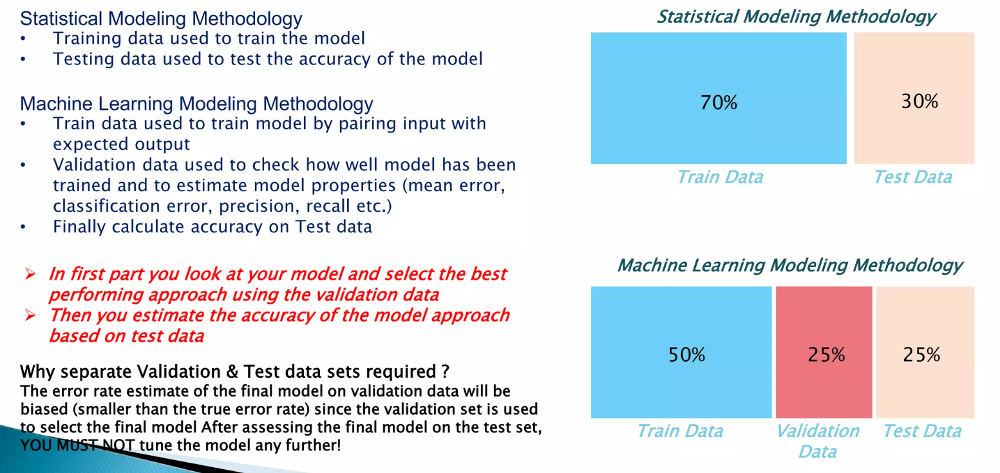 Statistical Modeling Methodology
• Training data used to train the model
• Testing data used to test the accuracy of the model
Machine Learning Modeling Methodology
• Train data used to train model by pairing input with
expected output
• Validation data used to check how well model has been
trained and to estimate model properties (mean error,
classification error, precision, recall etc.)
• Finally calculate accuracy on Test data
➢ In first part you look at your model and select the best
performing approach using the validation data
➢ Then you estimate the accuracy of the model approach
based on test data
Why separate Validation & Test data sets required ?
The error rate estimate of the final model on validation data will be
biased (smaller than the true error rate) since the validation set is used
to select the final model After assessing the final model on the test set,
YOU MUST NOT tune the model any further!
Statistical Modeling Methodology
70%
30%
Train Data
Test Data
Machine Learning Modeling Methodology
50%
25%
25%
Train Data
Validation
Data
Test Data